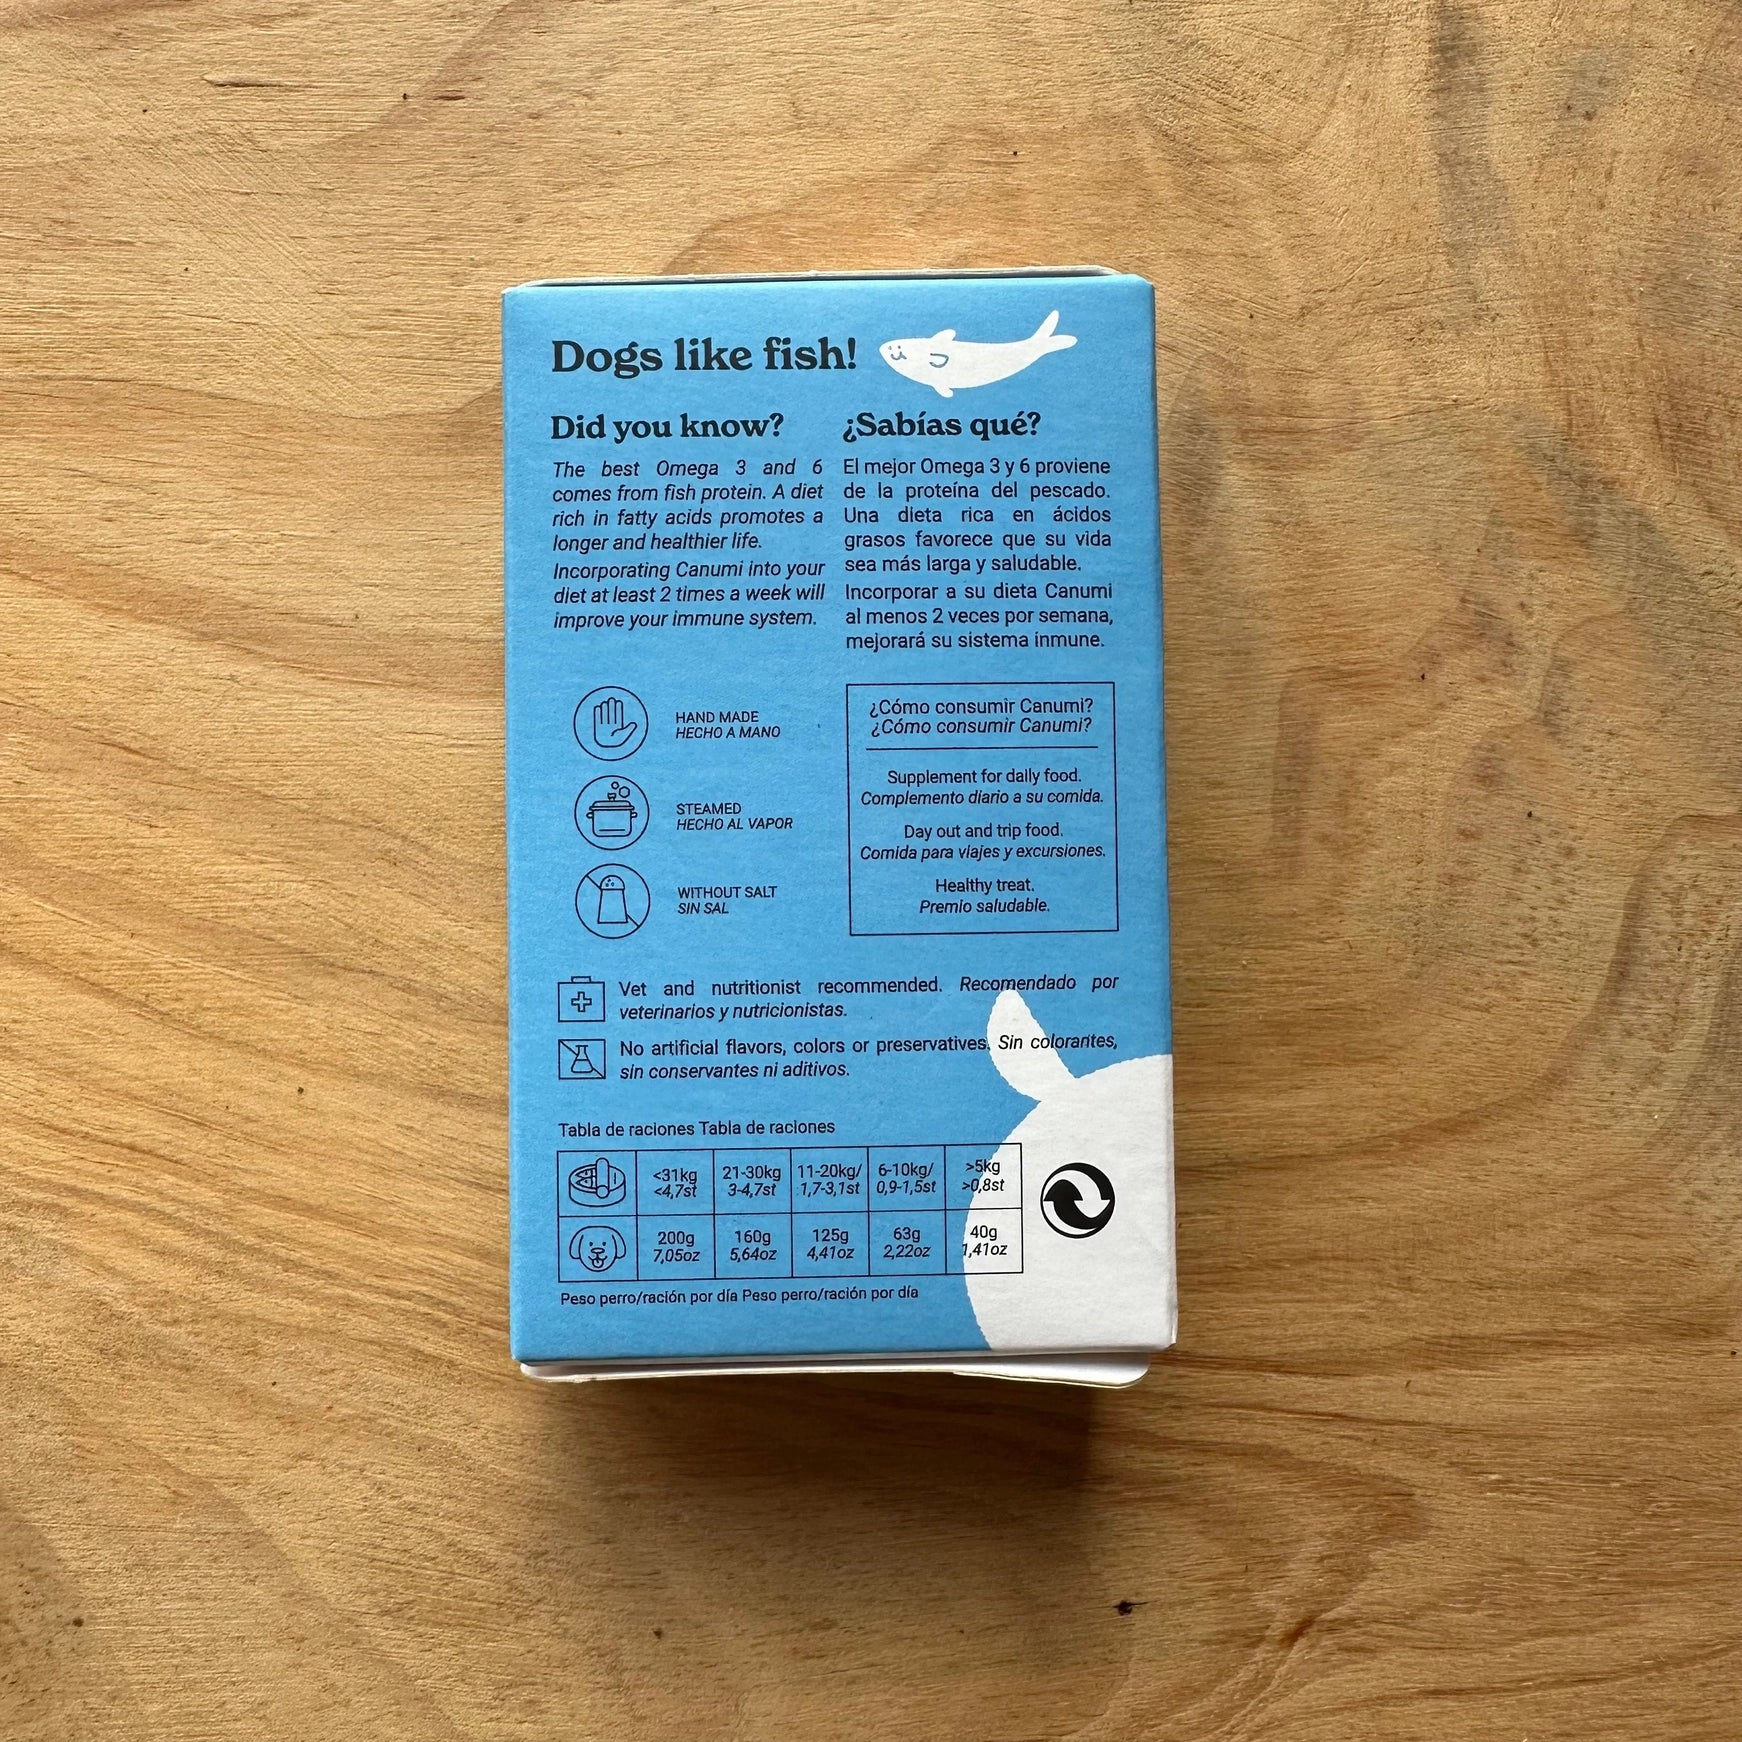 Dogs like fish!
Did you know?
The best Omega 3 and 6
comes from fish protein. A diet
rich in fatty acids promotes a
longer and healthier life.
Incorporating Canumi into your
diet at least 2 times a week will
improve your immune system.
¿Sabías qué?
El mejor Omega 3 y 6 proviene
de la proteína del pescado.
Una dieta rica en ácidos
grasos favorece que su vida
sea más larga y saludable.
Incorporar a su dieta Canumi
al menos 2 veces por semana,
mejorará su sistema inmune.
HAND MADE
HECHO A MANO
STEAMED
HECHO AL VAPOR
WITHOUT SALT
SIN SAL
¿Cómo consumir Canumi?
¿Cómo consumir Canumi?
Supplement for daily food.
Complemento diario a su comida.
Day out and trip food.
Comida para viajes y excursiones.
Healthy treat.
Premio saludable.
Vet and nutritionist recommended. Recomendado por
veterinarios y nutricionistas.
No artificial flavors, colors or preservatives. Sin colorantes,
sin conservantes ni aditivos.
Tabla de raciones Tabla de raciones
<31kg 21-30kg 11-20kg/ 6-10kg/ >5kg
<4,7st 3-4,7st 1,7-3,1st 0,9-1,5st >0,8st
200g 160g 125g 63g 40g
7,05oz 5,64oz 4,41oz 2,22oz 1,41oz
Peso perro/ración por día Peso perro/ración por día